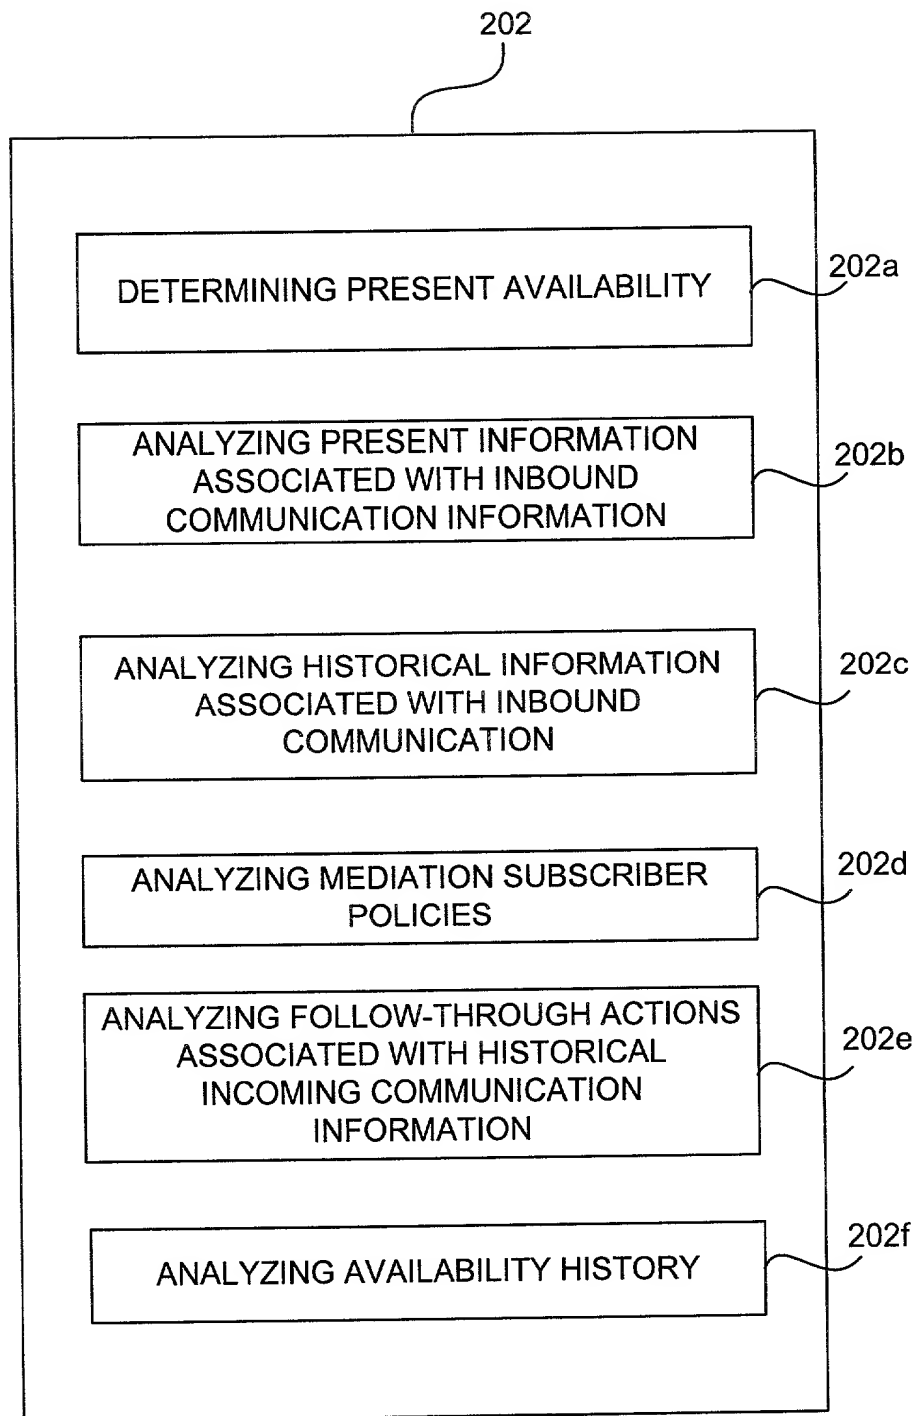 202
DETERMINING PRESENT AVAILABILITY
202a
ANALYZING PRESENT INFORMATION
ASSOCIATED WITH INBOUND
COMMUNICATION INFORMATION
202b
ANALYZING HISTORICAL INFORMATION
ASSOCIATED WITH INBOUND
COMMUNICATION
202c
ANALYZING MEDIATION SUBSCRIBER
POLICIES
202d
ANALYZING FOLLOW-THROUGH ACTIONS
ASSOCIATED WITH HISTORICAL
INCOMING COMMUNICATION
INFORMATION
202e
ANALYZING AVAILABILITY HISTORY
202f